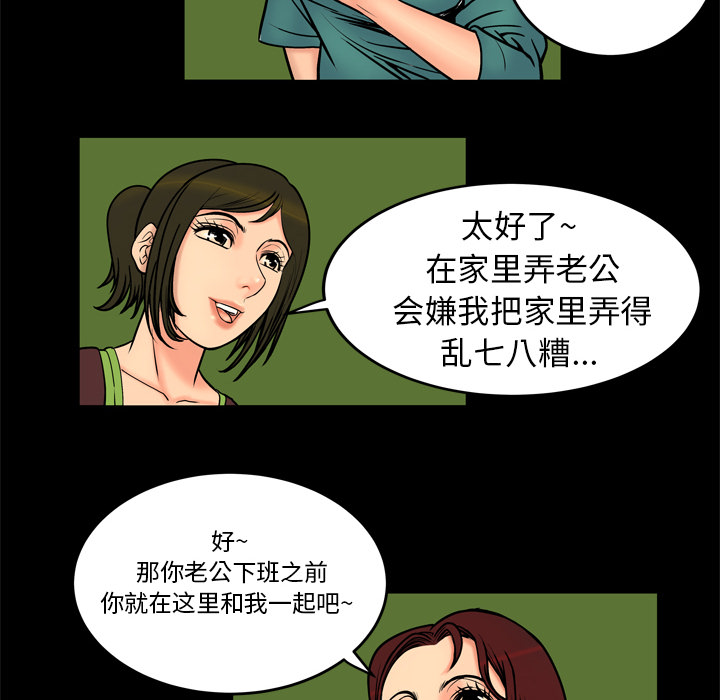 太好了~
在家里弄老公
会嫌我把家里弄得
乱七八糟...
好~
那你老公下班之前
你就在这里和我一起吧~